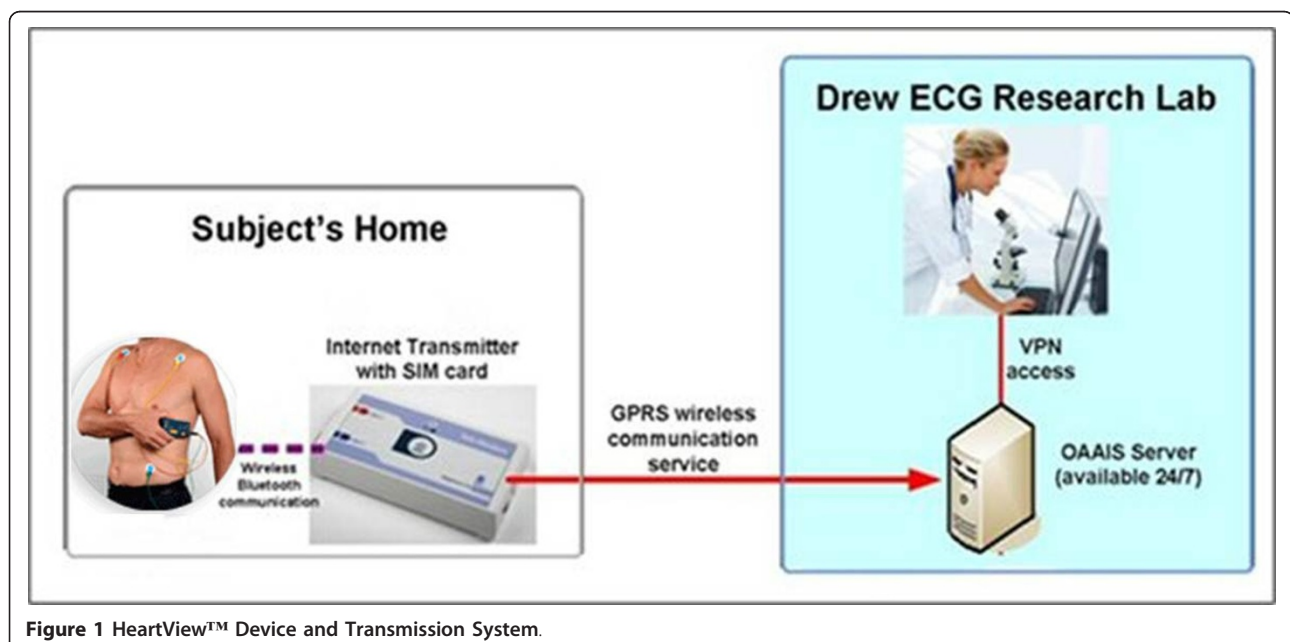 Drew ECG Research Lab
Subject's Home
Internet Transmitter
with SIM card
Wireless
Bluetooth
communication
GPRS wireless
communication
service
VPN
access
OAAIS Server
(available 24/7)
Figure 1 HeartView™ Device and Transmission System.